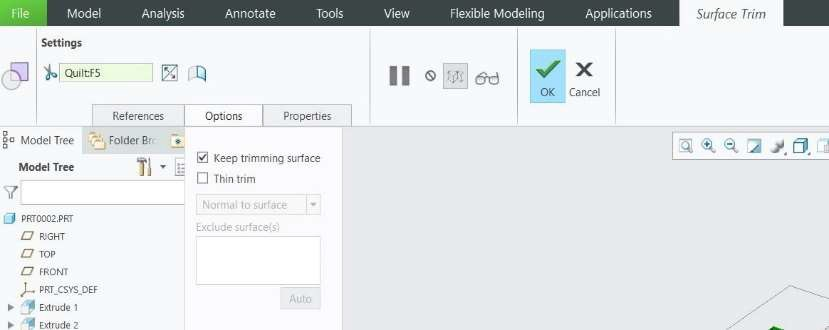 File Model Analysis Annotate Tools View Flexible Modeling Applications Surface Trim
Settings
Quilt:F5
OK Cancel
References Options Properties
Model Tree Folder Br
Keep trimming surface
Model Tree
Thin trim
Normal to surface
PRT0002.PRT
Exclude surface(s)
RIGHT
TOP
FRONT
PRT_CSYS_DEF
Auto
Extrude 1
Extrude 2